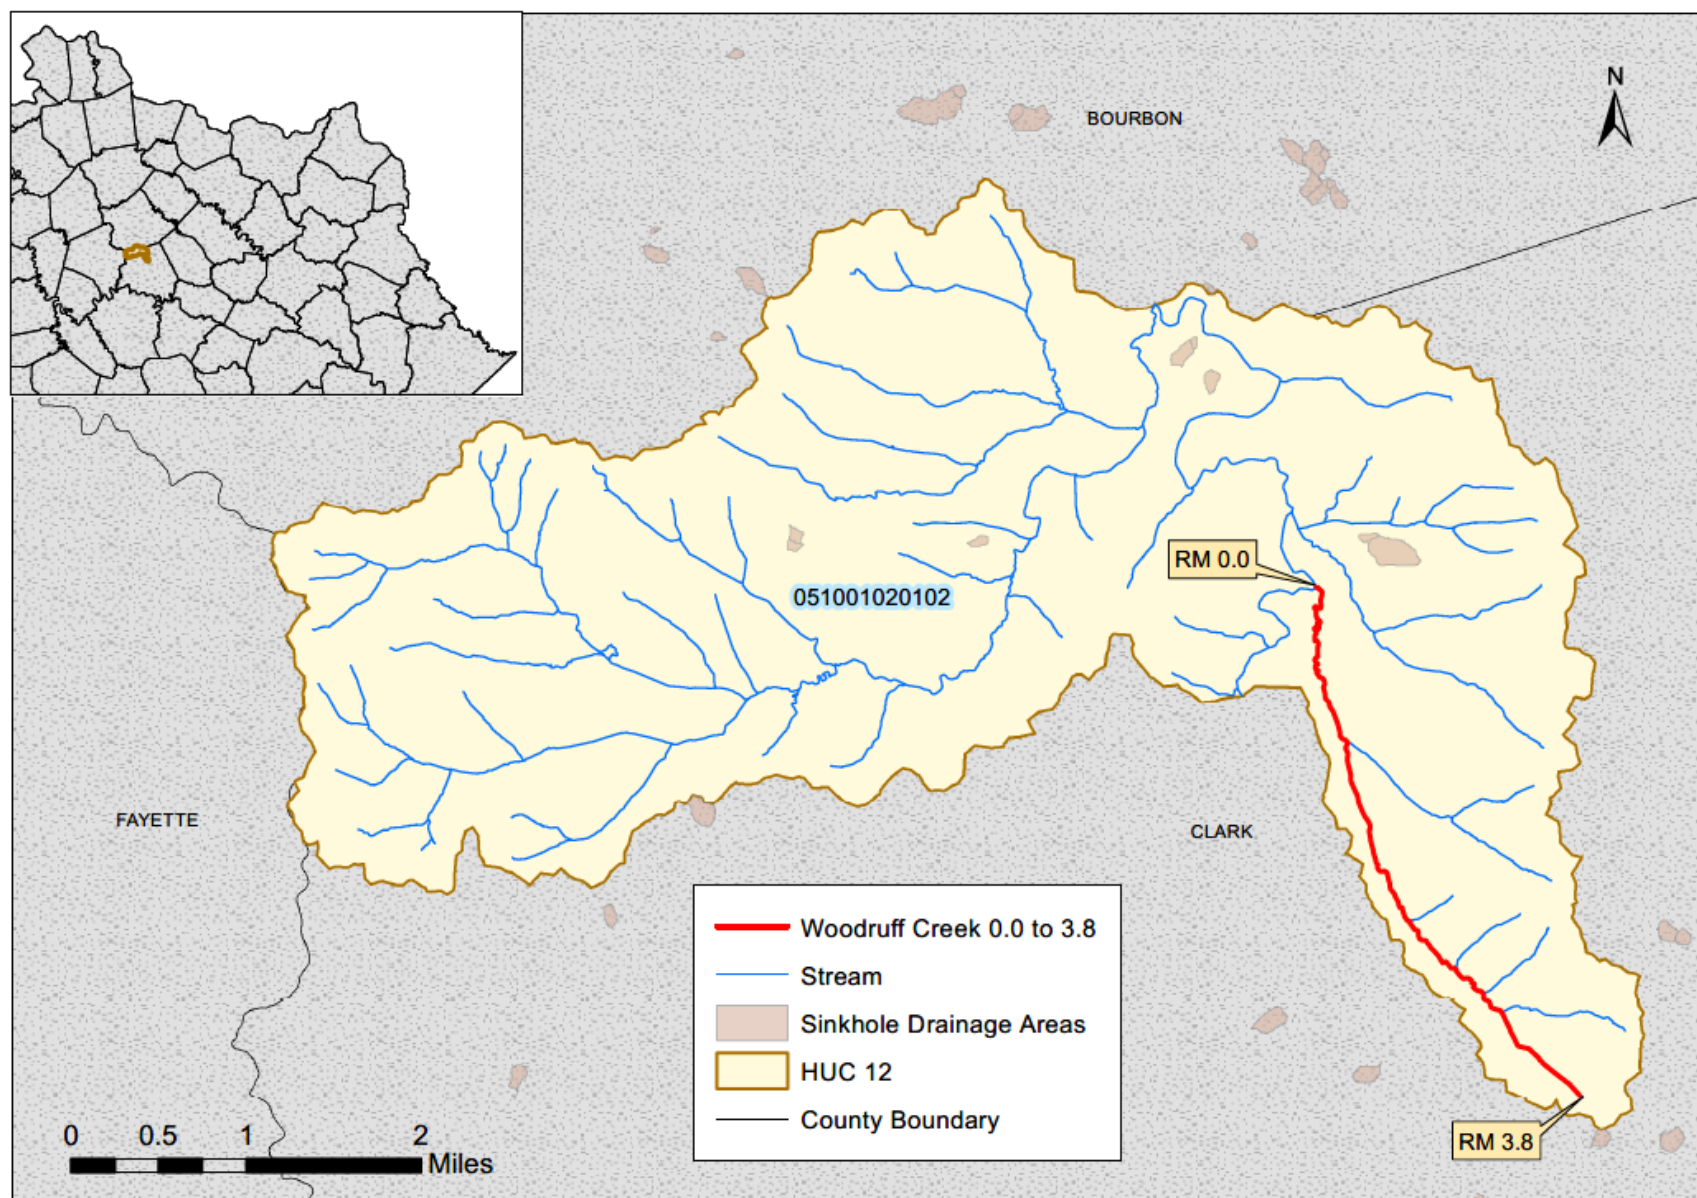 N
BOURBON
RM 0.0
051001020102
FAYETTE
CLARK
Woodruff Creek 0.0 to 3.8
Stream
Sinkhole Drainage Areas
HUC 12
County Boundary
0 0.5 1 2
Miles
RM 3.8